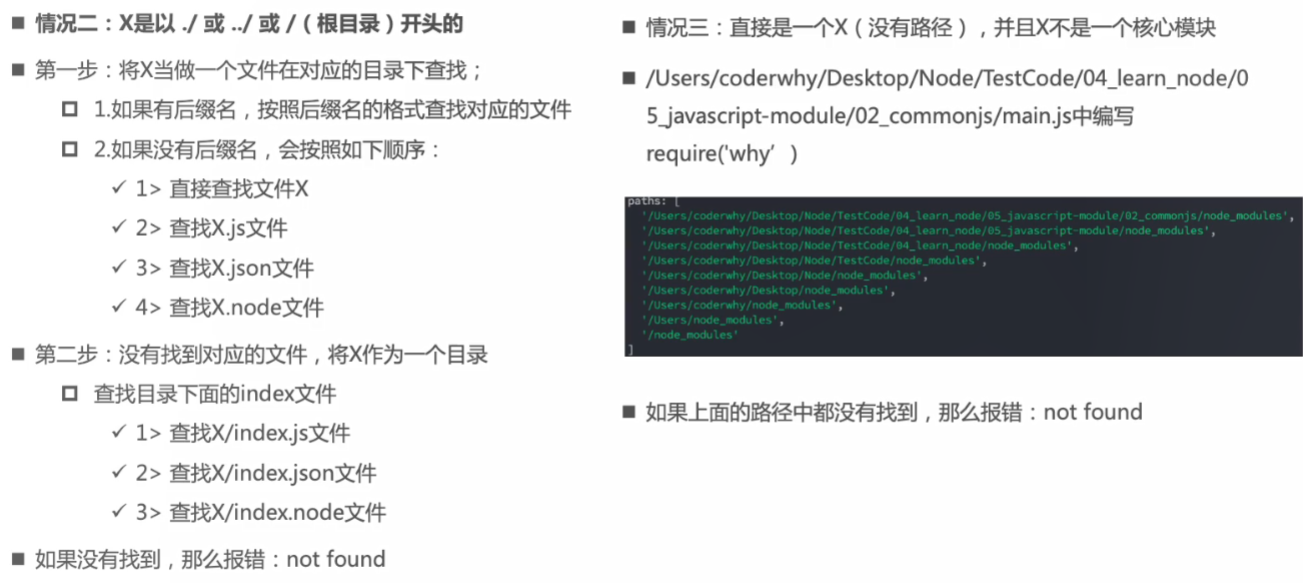 情况二：X是以 ./ 或 ../ 或 /（根目录）开头的
第一步：将X当做一个文件在对应的目录下查找；
1.如果有后缀名，按照后缀名的格式查找对应的文件
2.如果没有后缀名，会按照如下顺序：
1> 直接查找文件X
2> 查找X.js文件
3> 查找X.json文件
4> 查找X.node文件
第二步：没有找到对应的文件，将X作为一个目录
查找目录下面的index文件
1> 查找X/index.js文件
2> 查找X/index.json文件
3> 查找X/index.node文件
如果没有找到，那么报错：not found
情况三：直接是一个X（没有路径），并且X不是一个核心模块
/Users/coderwhy/Desktop/Node/TestCode/04_learn_node/0
5_javascript-module/02_commonjs/main.js中编写
require('why’)
paths: [
'/Users/coderwhy/Desktop/Node/TestCode/04_learn_node/05_javascript-module/02_commonjs/node_modules',
'/Users/coderwhy/Desktop/Node/TestCode/04_learn_node/05_javascript-module/node_modules',
'/Users/coderwhy/Desktop/Node/TestCode/04_learn_node/node_modules',
'/Users/coderwhy/Desktop/Node/TestCode/node_modules',
'/Users/coderwhy/Desktop/Node/node_modules',
'/Users/coderwhy/Desktop/node_modules',
'/Users/coderwhy/node_modules',
'/Users/node_modules',
'/node_modules'
]
如果上面的路径中都没有找到，那么报错：not found